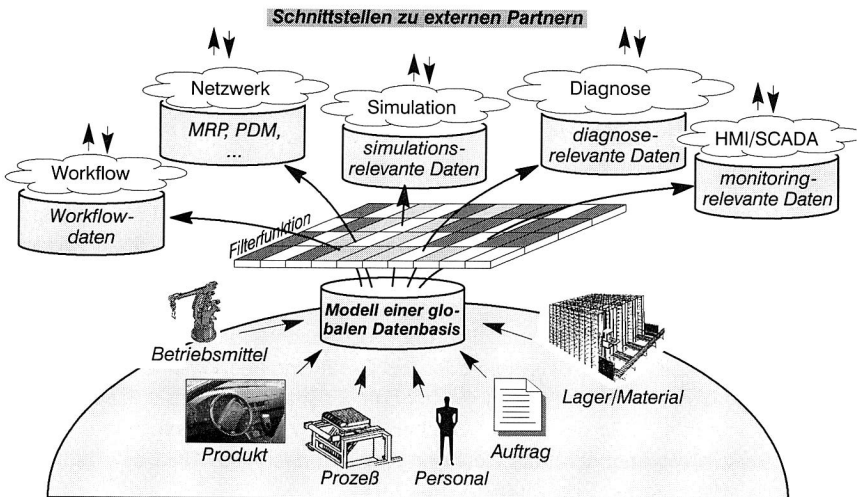 Schnittstellen zu externen Partnern
Netzwerk
MRP, PDM,
...
Simulation
simulations-
relevante Daten
Diagnose
diagnose-
relevante Daten
HMI/SCADA
monitoring-
relevante Daten
Workflow
Workflow-
daten
Filterfunktion
Modell einer glo-
balen Datenbasis
Betriebsmittel
Produkt
Prozeß
Personal
Auftrag
Lager/Material